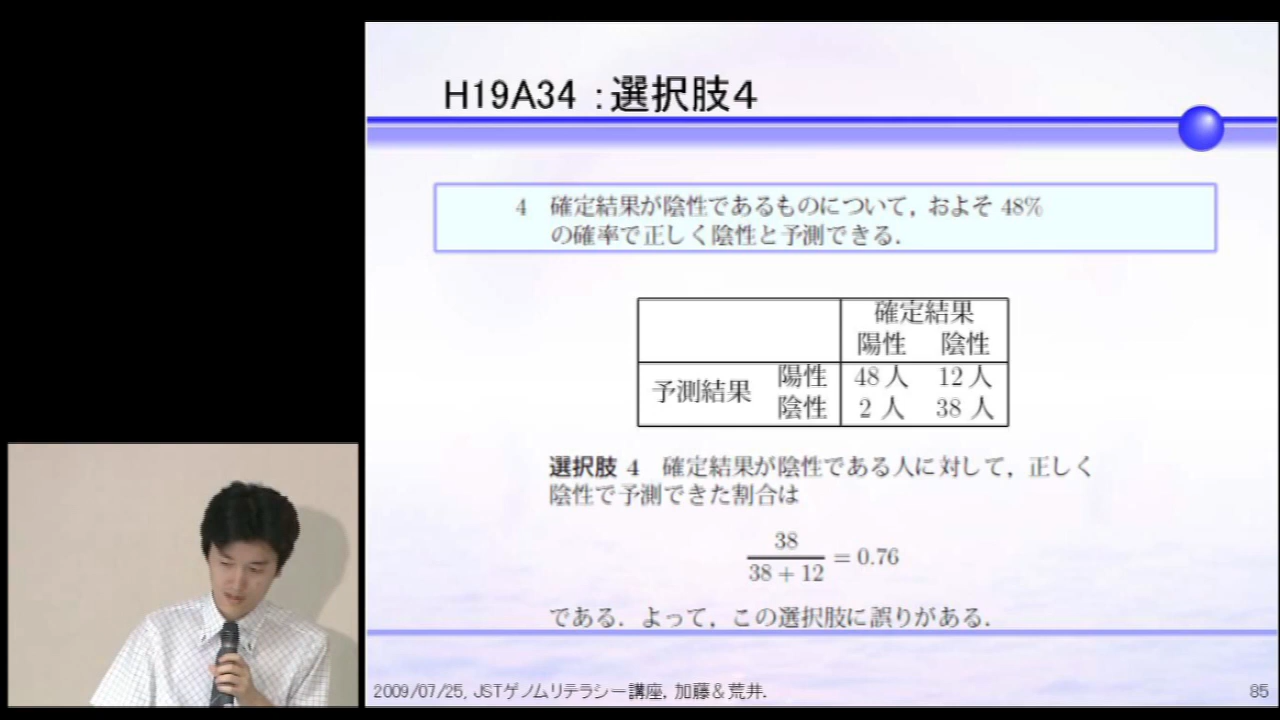 H19A34 :選択肢4
4 確定結果が陰性であるものについて, およそ 48%
の確率で正しく陰性と予測できる.
確定結果
陽性 陰性
予測結果 陽性 48 人 12 人
陰性 2 人 38 人
選択肢 4 確定結果が陰性である人に対して, 正しく
陰性で予測できた割合は
38
38 + 12 = 0.76
である. よって, この選択肢に誤りがある.
2009/07/25, JSTゲノムリテラシー講座, 加藤&荒井. 85